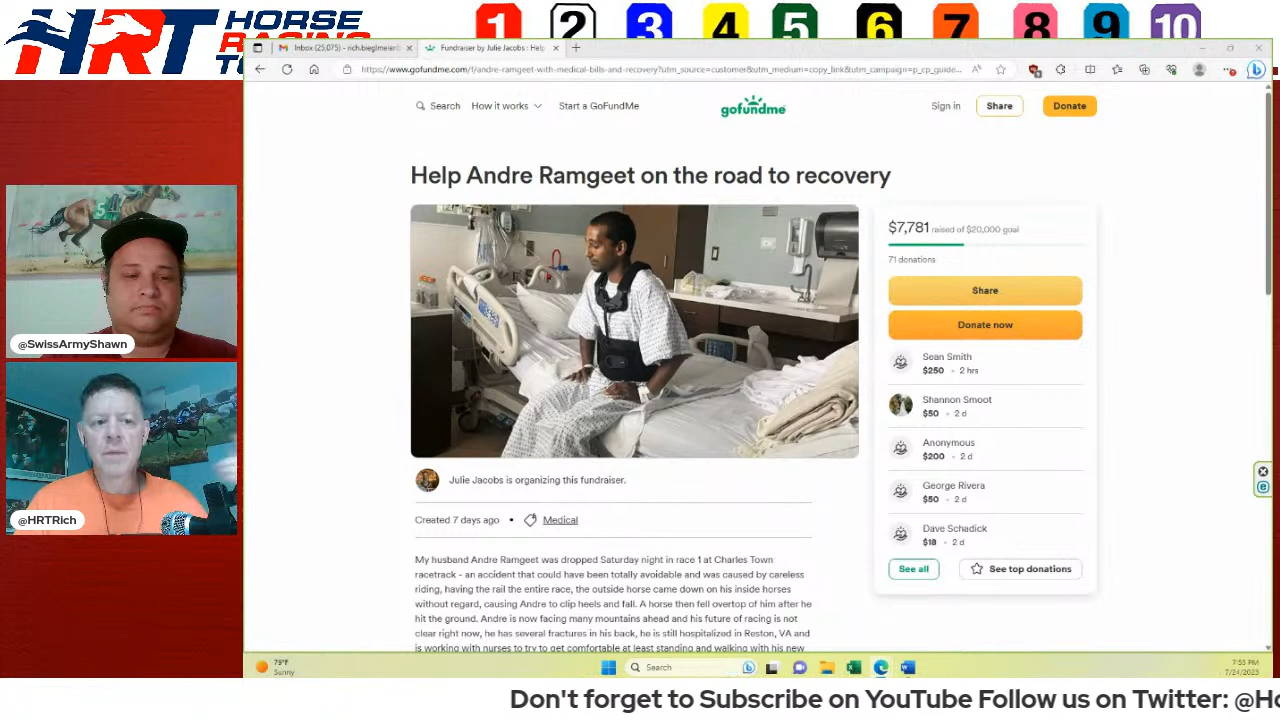 HRT HORSE
RACING
TO
1 2 3 4 5 6 7 8 9 10
Inbox (25,075) - rich.bieglmeier
Fundraiser by Julie Jacobs : Help
https://www.gofundme.com/f/andre-ramgeet-with-medical-bills-and-recovery?utm_source=customer&utm_medium=copy_link&utm_campaign=p_cp_guide...
Search How it works Start a GoFundMe
gofundme
Sign in Share Donate
Help Andre Ramgeet on the road to recovery
$7,781 raised of $20,000 goal
71 donations
Share
Donate now
Sean Smith
$250 • 2 hrs
Shannon Smoot
$50 • 2 d
Anonymous
$200 • 2 d
George Rivera
$50 • 2 d
Dave Schadick
$18 • 2 d
See all See top donations
Julie Jacobs is organizing this fundraiser.
Created 7 days ago • Medical
My husband Andre Ramgeet was dropped Saturday night in race 1 at Charles Town
racetrack - an accident that could have been totally avoidable and was caused by careless
riding, having the rail the entire race, the outside horse came down on his inside horses
without regard, causing Andre to clip heels and fall. A horse then fell overtop of him after he
hit the ground. Andre is now facing many mountains ahead and his future of racing is not
clear right now, he has several fractures in his back, he is still hospitalized in Reston, VA and
is working with nurses to try to get comfortable at least standing and walking with his new
@SwissArmyShawn
@HRTRich
75°F
Sunny
Search
7:55 PM
7/24/2023
Don't forget to Subscribe on YouTube Follow us on Twitter: @Ho